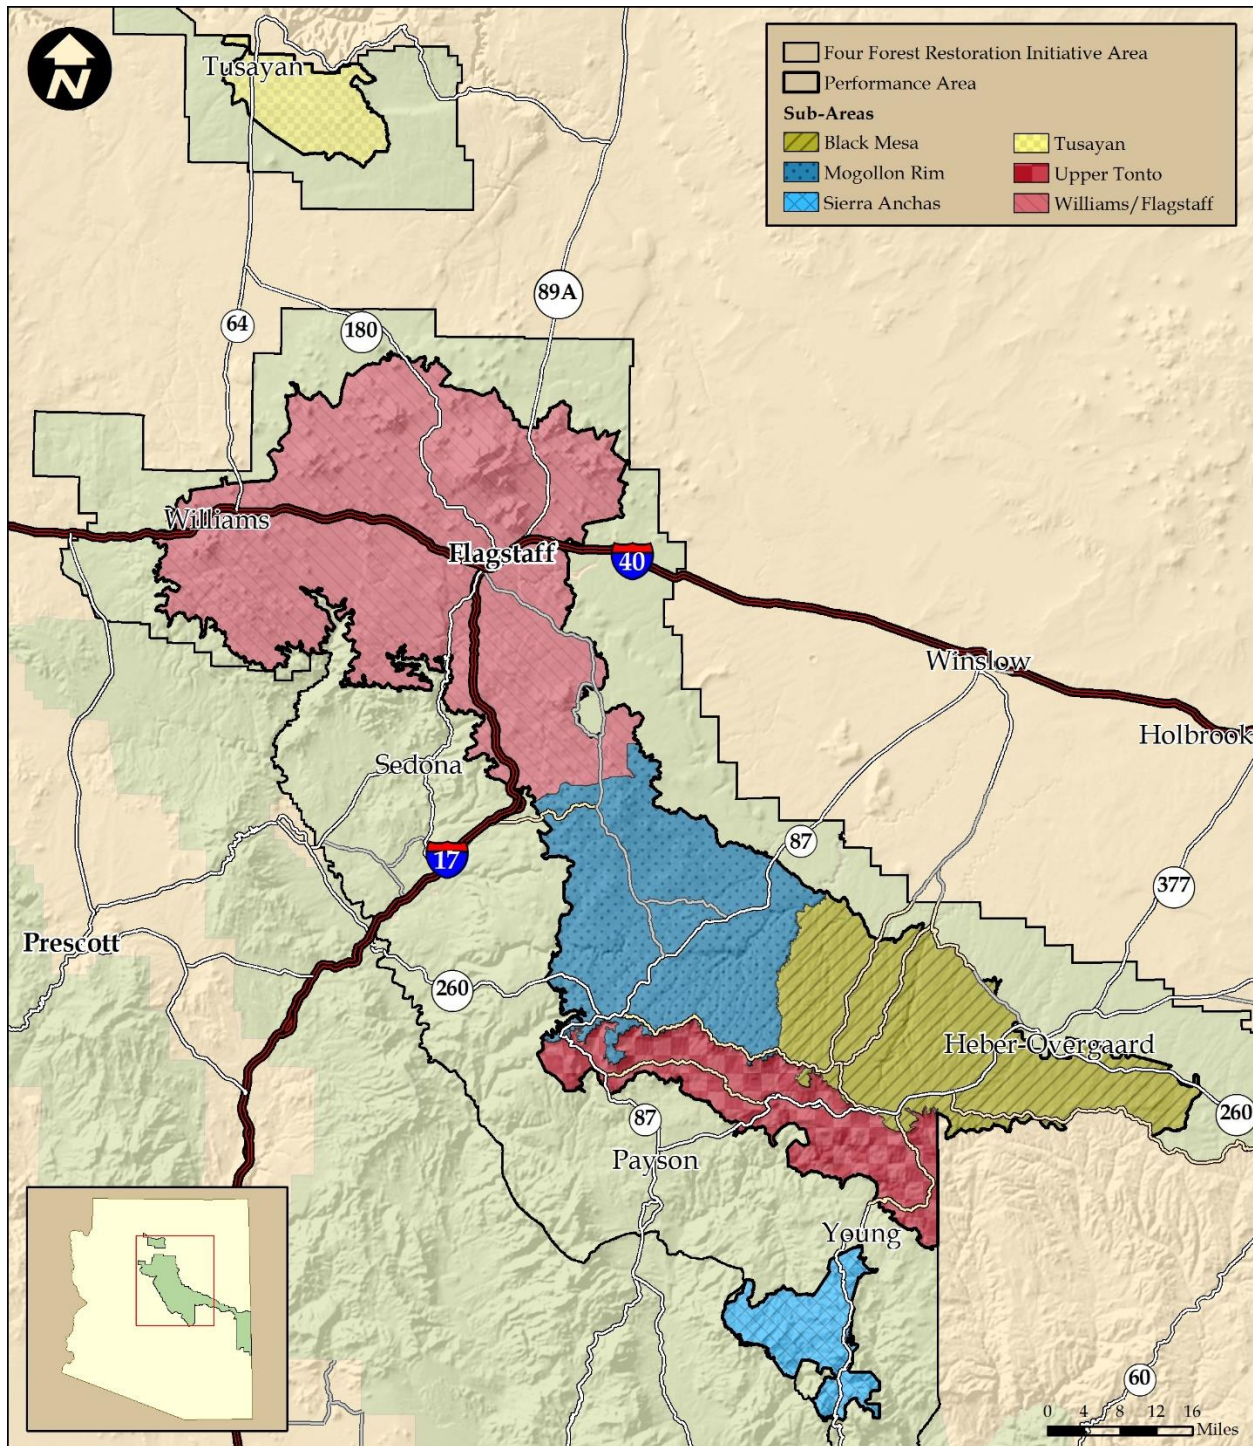 N
Tusayan
Four Forest Restoration Initiative Area
Performance Area
Sub-Areas
Black Mesa
Tusayan
Mogollon Rim
Upper Tonto
Sierra Anchas
Williams/Flagstaff
89A
64
180
Williams
Flagstaff
40
Winslow
Holbrook
Sedona
87
17
377
Prescott
260
Heber-Overgaard
87
260
Payson
Young
60
0 4 8 12 16
Miles